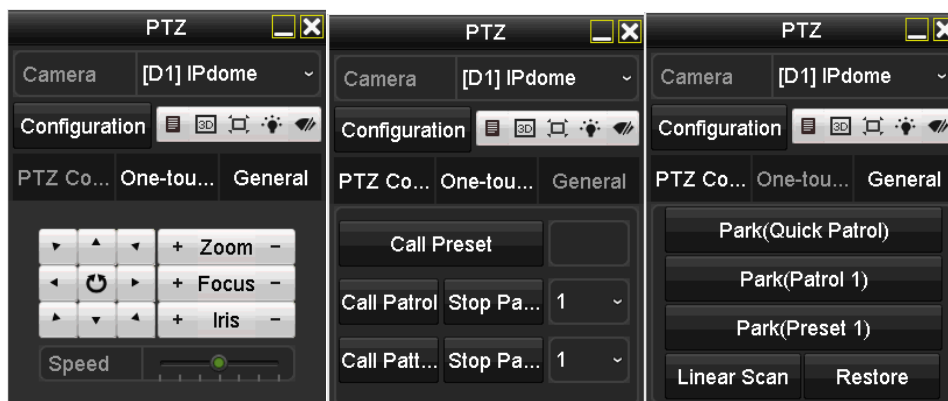 PTZ
Camera [D1] IPdome
Configuration 3D
PTZ Co... One-tou... General
+ Zoom -
+ Focus -
+ Iris -
Speed
PTZ
Camera [D1] IPdome
Configuration 3D
PTZ Co... One-tou... General
Call Preset
Call Patrol Stop Pa... 1
Call Patt... Stop Pa... 1
PTZ
Camera [D1] IPdome
Configuration 3D
PTZ Co... One-tou... General
Park(Quick Patrol)
Park(Patrol 1)
Park(Preset 1)
Linear Scan Restore